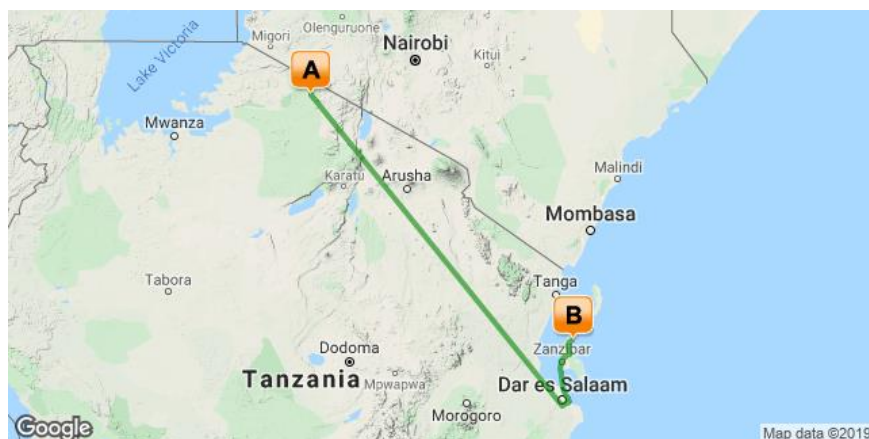 Migori
Olenguruone
Nairobi
Kitui
Lake Victoria
A
Mwanza
Karatu
Arusha
Malindi
Mombasa
Tabora
Tanga
B
Zanzibar
Dodoma
Tanzania
Mpwapwa
Dar es Salaam
Morogoro
Google
Map data ©2019